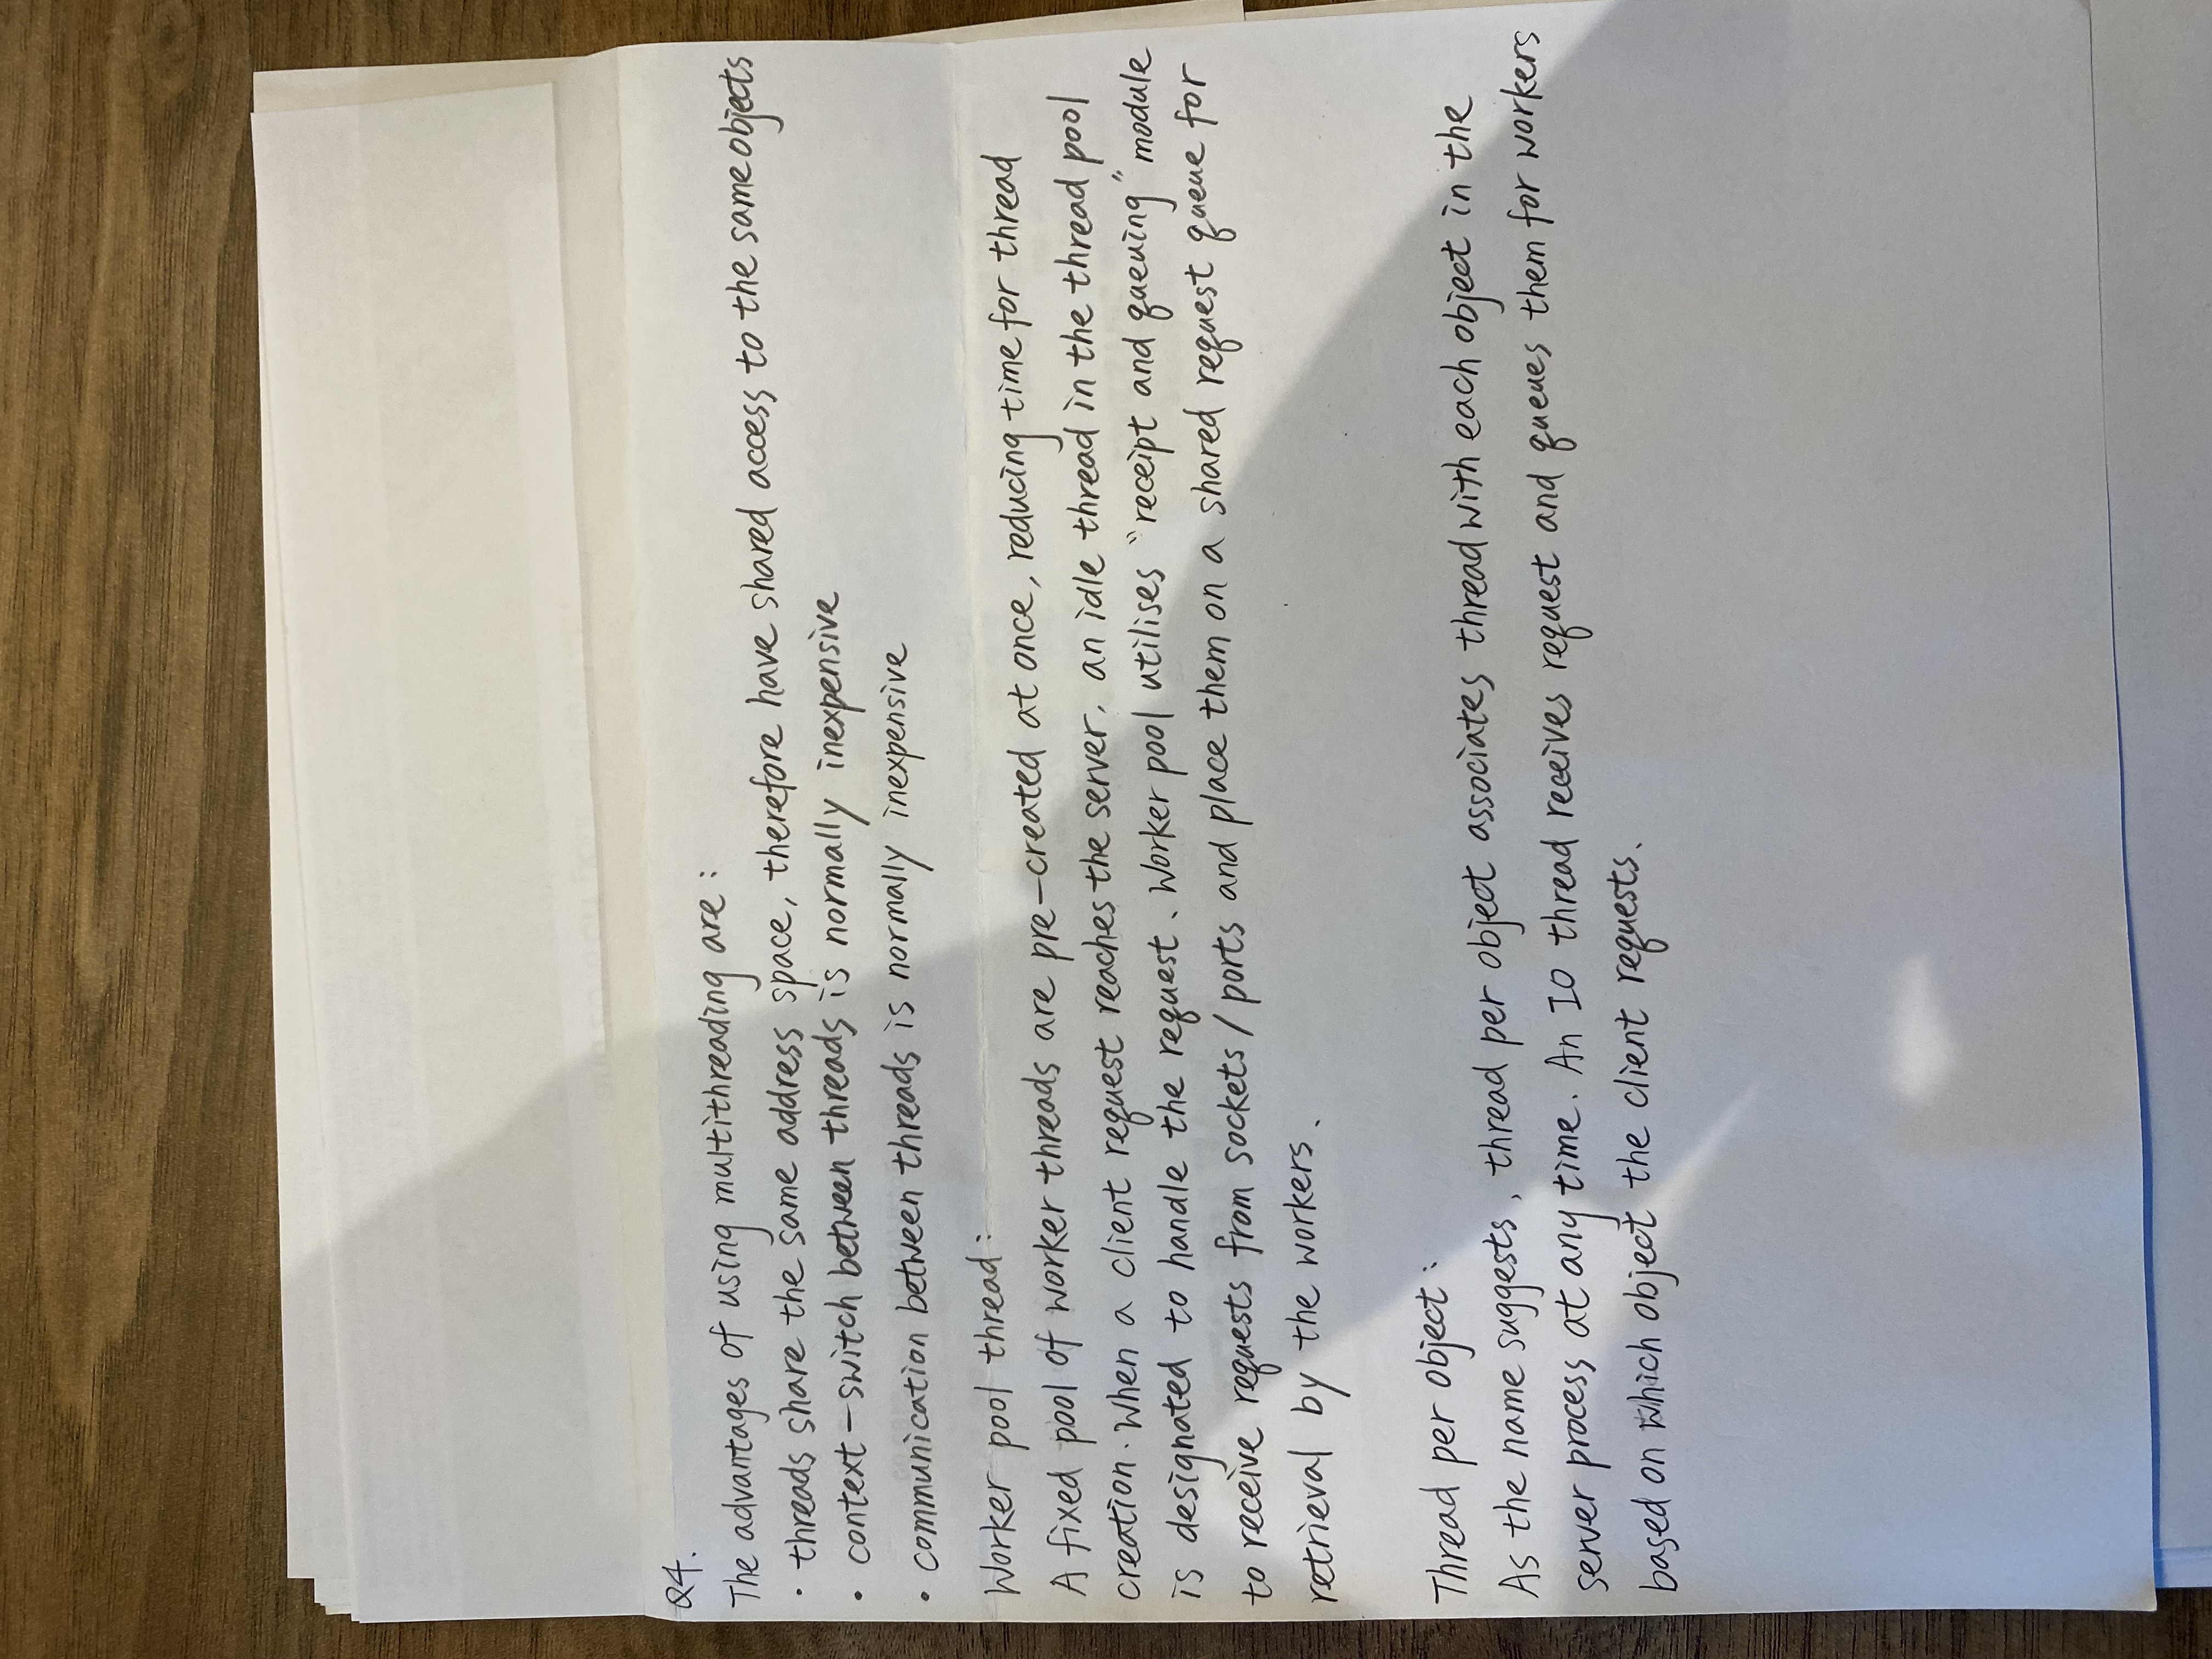 Q4.
The advantages of using multithreading are :
· threads share the same address space, therefore have shared access to the same objects
· context-switch between threads is normally inexpensive
· communication between threads is normally inexpensive
Worker pool thread :
A fixed pool of worker threads are pre-created at once, reducing time for thread
creation. When a client request reaches the server, an idle thread in the thread pool
is designated to handle the request. Worker pool utilises "receipt and queuing" module
to receive requests from sockets / ports and place them on a shared request queue for
retrieval by the workers.
Thread per object :
As the name suggests, thread per object associates thread with each object in the
server process at any time. An IO thread receives request and queues them for workers
based on which object the client requests.